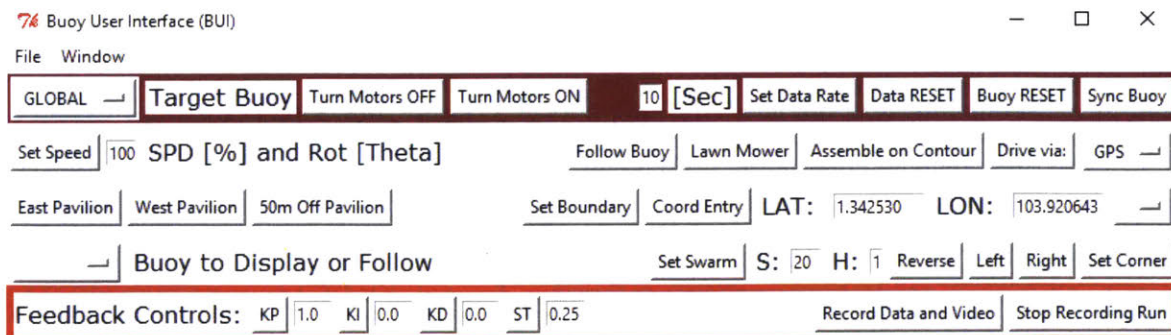 7k Buoy User Interface (BUI)
File Window
GLOBAL Target Buoy Turn Motors OFF Turn Motors ON 10 [Sec] Set Data Rate Data RESET Buoy RESET Sync Buoy
Set Speed 100 SPD [%] and Rot [Theta] Follow Buoy Lawn Mower Assemble on Contour Drive via: GPS
East Pavilion West Pavilion 50m Off Pavilion Set Boundary Coord Entry LAT: 1.342530 LON: 103.920643
Buoy to Display or Follow Set Swarm S: 20 H: 1 Reverse Left Right Set Corner
Feedback Controls: KP 1.0 KI 0.0 KD 0.0 ST 0.25 Record Data and Video Stop Recording Run